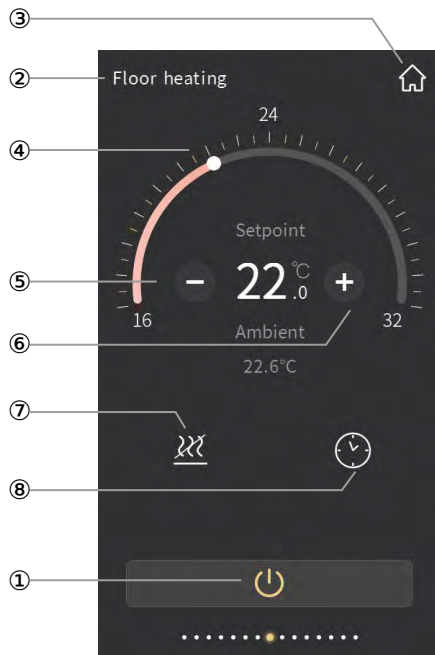 ③
② Floor heating
24
④
Setpoint
⑤ − 22.0 °C +
16 32
⑥ Ambient
22.6°C
⑦
⑧
①